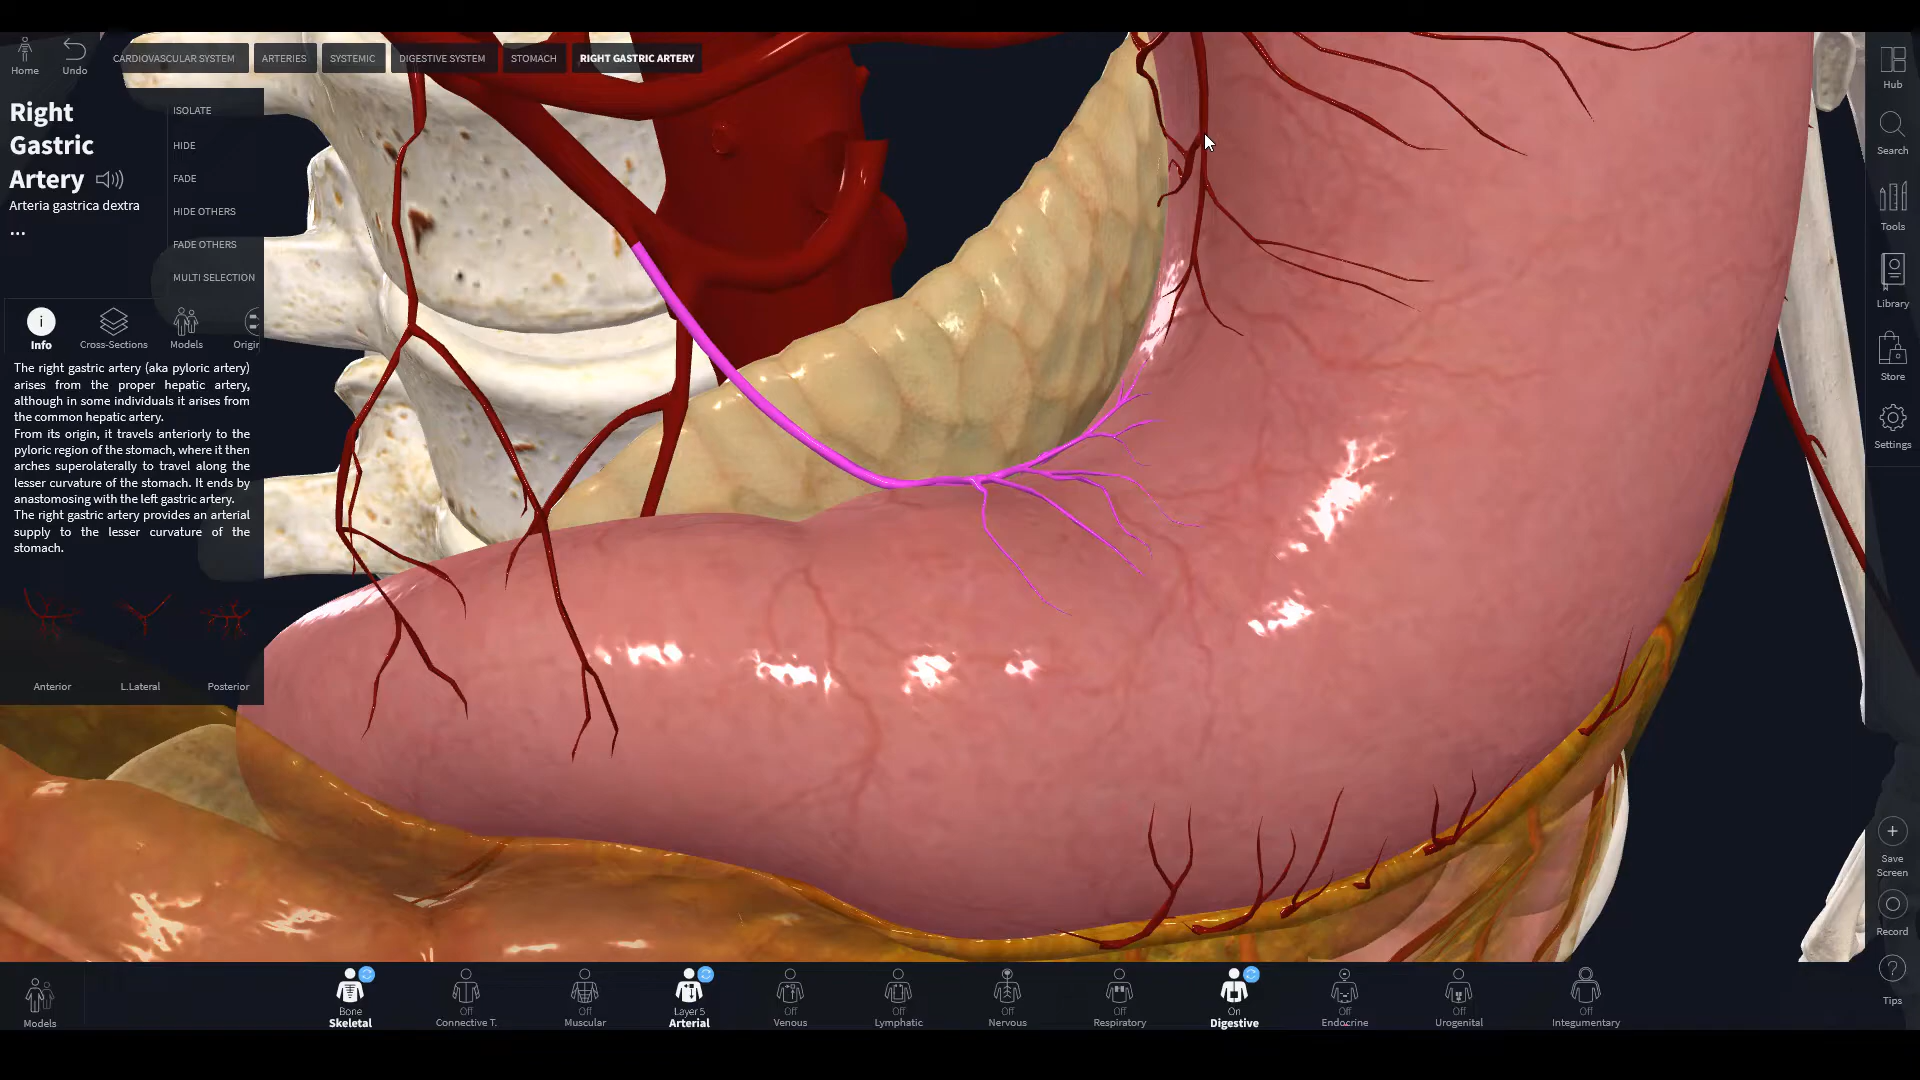 Home
Undo
CARDIOVASCULAR SYSTEM
ARTERIES
SYSTEMIC
DIGESTIVE SYSTEM
STOMACH
RIGHT GASTRIC ARTERY
Right
Gastric
Artery
Arteria gastrica dextra
...
ISOLATE
HIDE
FADE
HIDE OTHERS
FADE OTHERS
MULTI SELECTION
Info
Cross-Sections
Models
Origin
The right gastric artery (aka pyloric artery)
arises from the proper hepatic artery,
although in some individuals it arises from
the common hepatic artery.
From its origin, it travels anteriorly to the
pyloric region of the stomach, where it then
arches superolaterally to travel along the
lesser curvature of the stomach. It ends by
anastomosing with the left gastric artery.
The right gastric artery provides an arterial
supply to the lesser curvature of the
stomach.
Anterior
L.Lateral
Posterior
Hub
Search
Tools
Library
Store
Settings
Save
Screen
Record
Tips
Models
Bone
Skeletal
Off
Connective T.
Off
Muscular
Layer 5
Arterial
Off
Venous
Off
Lymphatic
Off
Nervous
Off
Respiratory
On
Digestive
Off
Endocrine
Off
Urogenital
Off
Integumentary